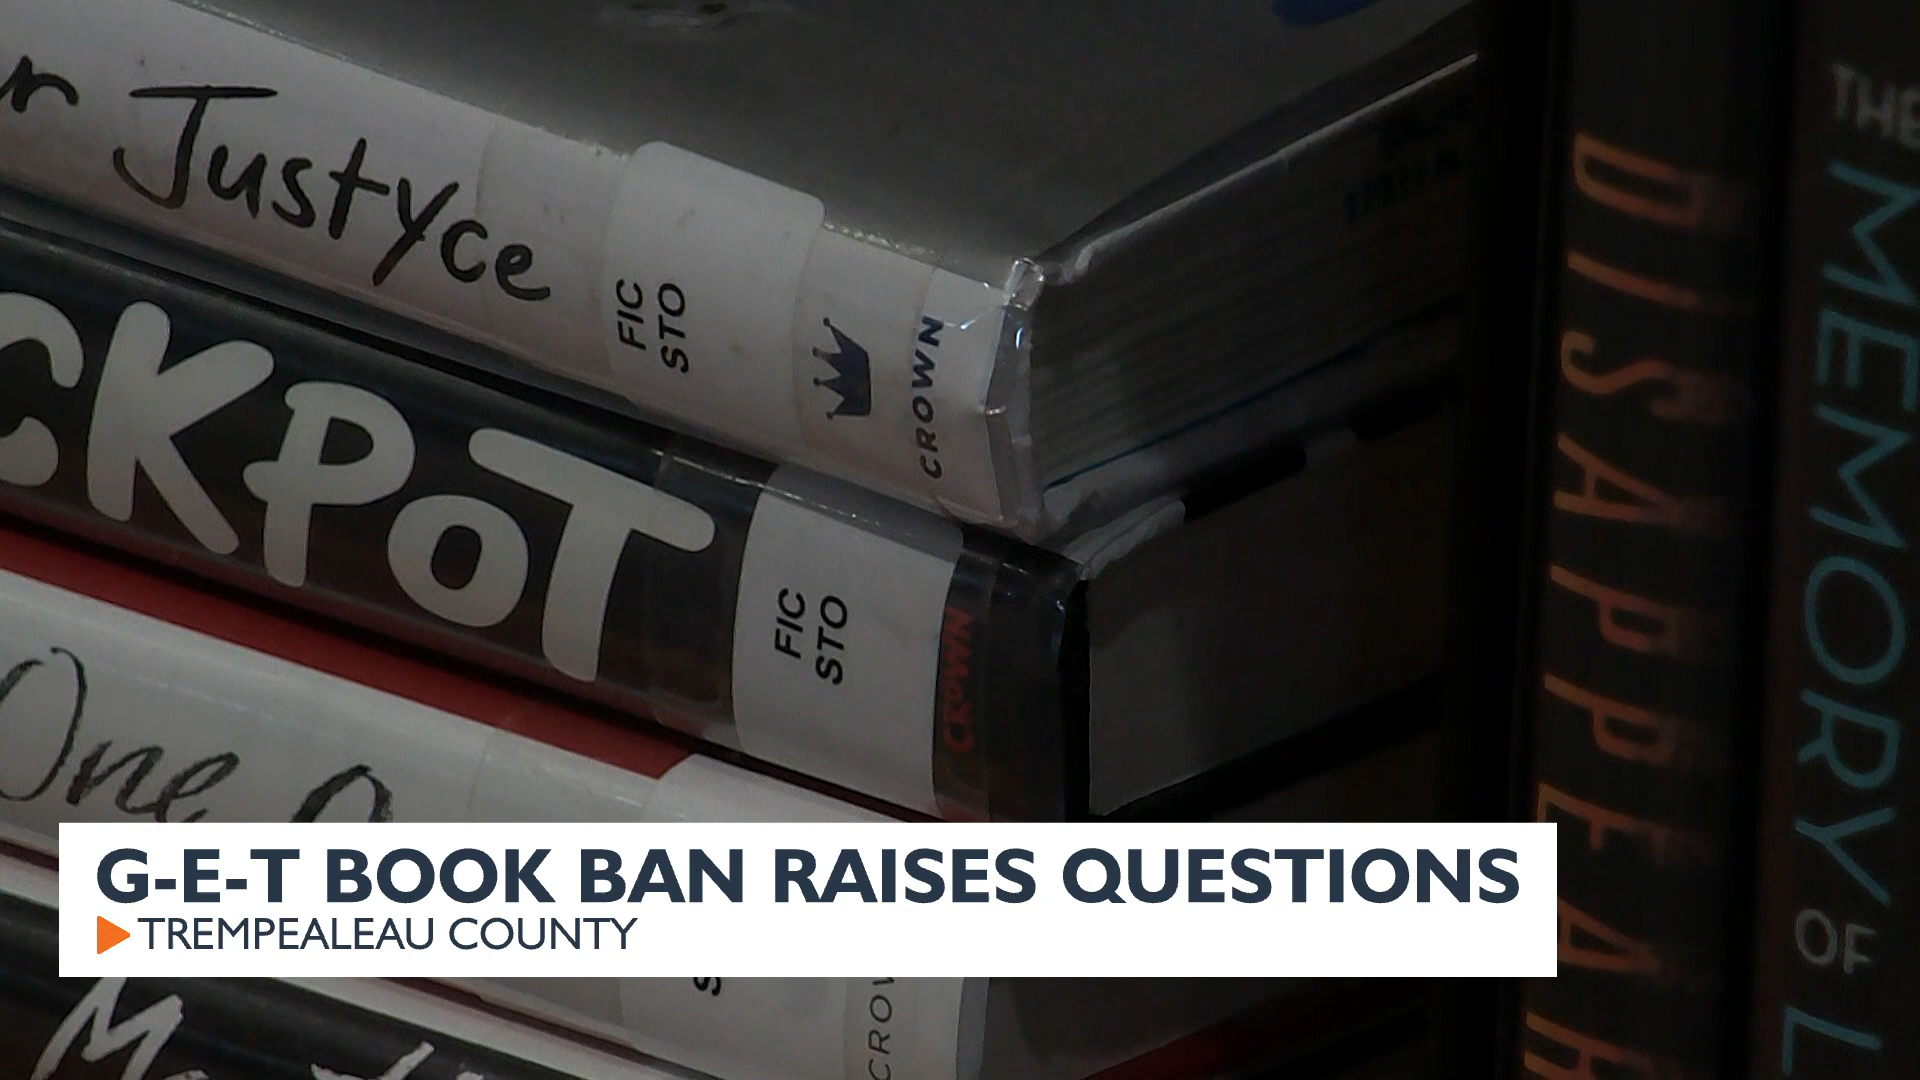 Justyce
FIC
STO
CROWN
CKPOT
FIC
STO
CROWN
One
DISAPPEAR
THE
MEMORY
OF
L
G-E-T BOOK BAN RAISES QUESTIONS
TREMPEALEAU COUNTY
CROW